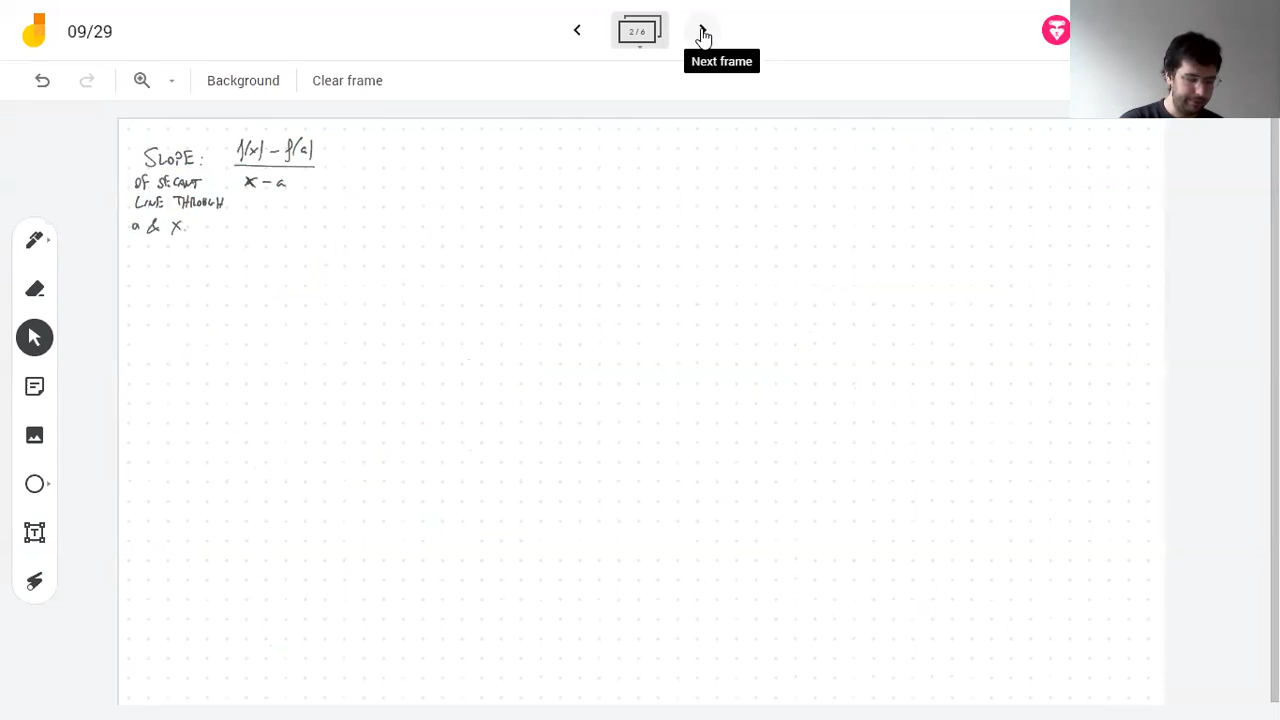 09/29
2 / 6
Next frame
Background
Clear frame
SLOPE:
OF SECANT
LINE THROUGH
a & x.
f(x) - f(a)
x - a
T